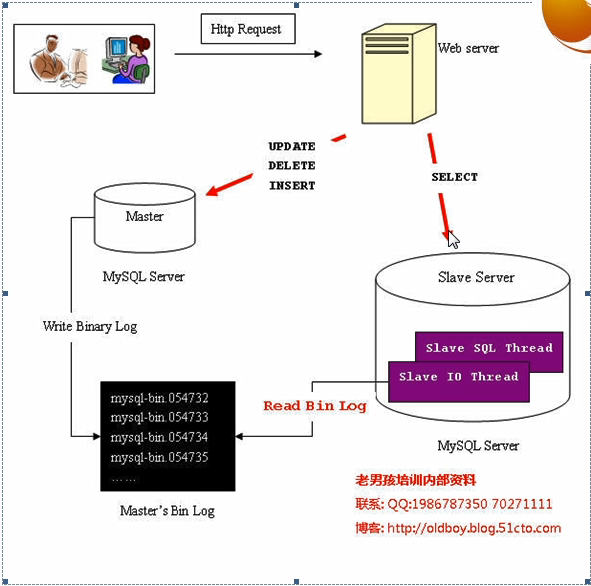 Http Request
Web server
UPDATE
DELETE
INSERT
SELECT
Master
MySQL Server
Slave Server
Write Binary Log
Slave SQL Thread
Slave IO Thread
mysql-bin.054732
mysql-bin.054733
mysql-bin.054734
mysql-bin.054735
……
Read Bin Log
MySQL Server
Master's Bin Log
老男孩培训内部资料
联系: QQ:1986787350 70271111
博客: http://oldboy.blog.51cto.com